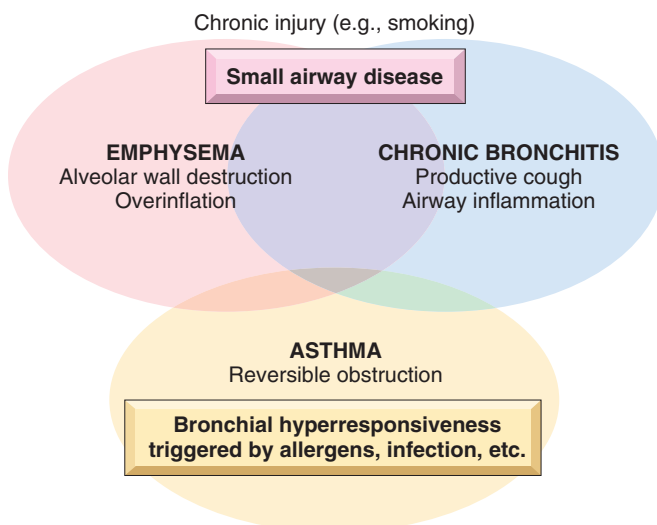 Chronic injury (e.g., smoking)
Small airway disease
EMPHYSEMA
Alveolar wall destruction
Overinflation
CHRONIC BRONCHITIS
Productive cough
Airway inflammation
ASTHMA
Reversible obstruction
Bronchial hyperresponsiveness
triggered by allergens, infection, etc.